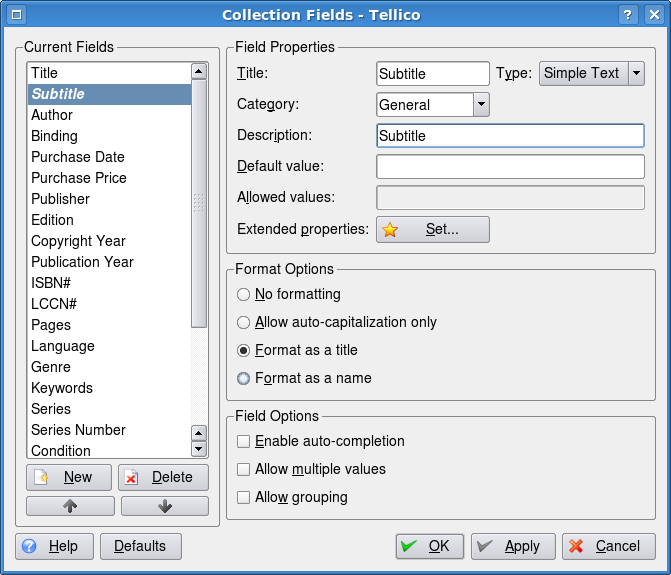 Collection Fields - Tellico
Current Fields
Title
Subtitle
Author
Binding
Purchase Date
Purchase Price
Publisher
Edition
Copyright Year
Publication Year
ISBN#
LCCN#
Pages
Language
Genre
Keywords
Series
Series Number
Condition
New
Delete
Field Properties
Title: Subtitle Type: Simple Text
Category: General
Description: Subtitle
Default value:
Allowed values:
Extended properties: Set...
Format Options
No formatting
Allow auto-capitalization only
Format as a title
Format as a name
Field Options
Enable auto-completion
Allow multiple values
Allow grouping
Help Defaults OK Apply Cancel